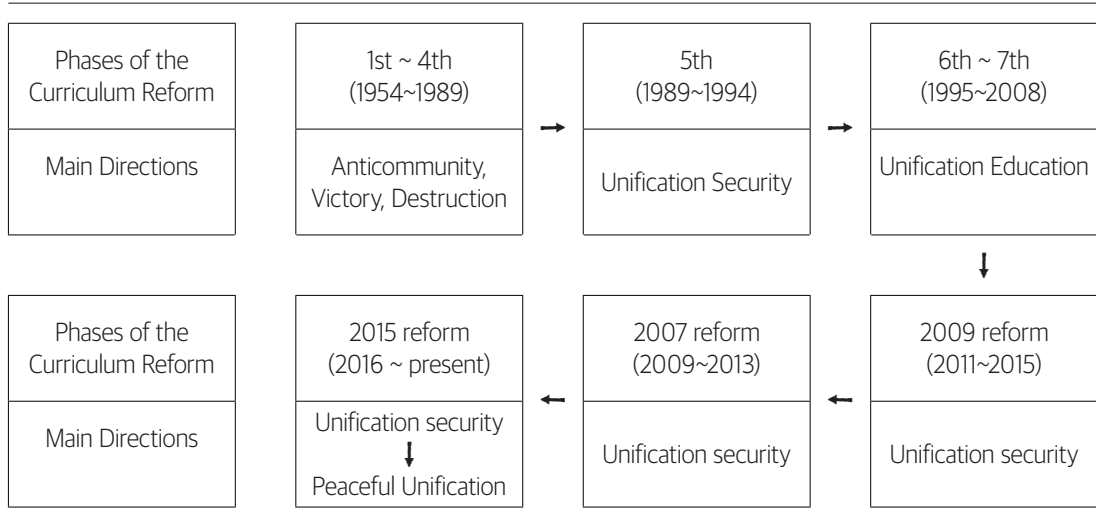 Phases of the
Curriculum Reform
1st ~ 4th
(1954~1989)
5th
(1989~1994)
6th ~ 7th
(1995~2008)
Main Directions
Anticommunity,
Victory, Destruction
Unification Security
Unification Education
Phases of the
Curriculum Reform
2015 reform
(2016 ~ present)
2007 reform
(2009~2013)
2009 reform
(2011~2015)
Main Directions
Unification security
Peaceful Unification
Unification security
Unification security